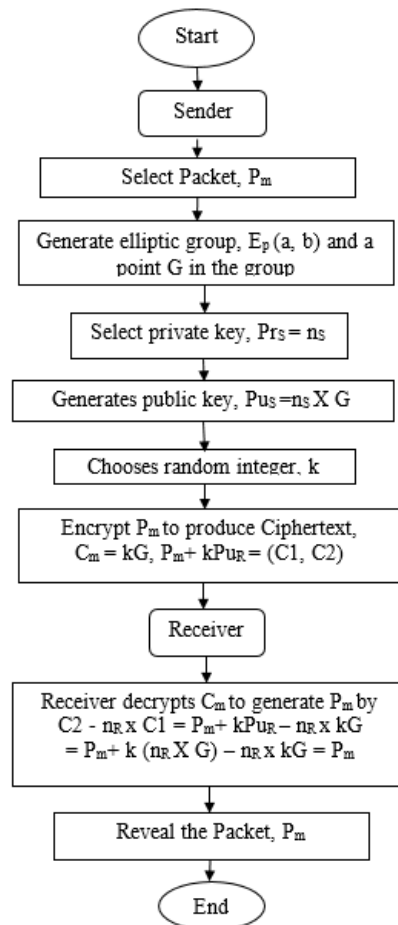 Start
Sender
Select Packet, Pₘ
Generate elliptic group, Eₚ (a, b) and a
point G in the group
Select private key, Prₛ = nₛ
Generates public key, Puₛ =nₛ X G
Chooses random integer, k
Encrypt Pₘ to produce Ciphertext,
Cₘ = kG, Pₘ+ kPuR = (C1, C2)
Receiver
Receiver decrypts Cₘ to generate Pₘ by
C2 - nR x C1 = Pₘ+ kPuR – nR x kG
= Pₘ+ k (nR X G) – nR x kG = Pₘ
Reveal the Packet, Pₘ
End